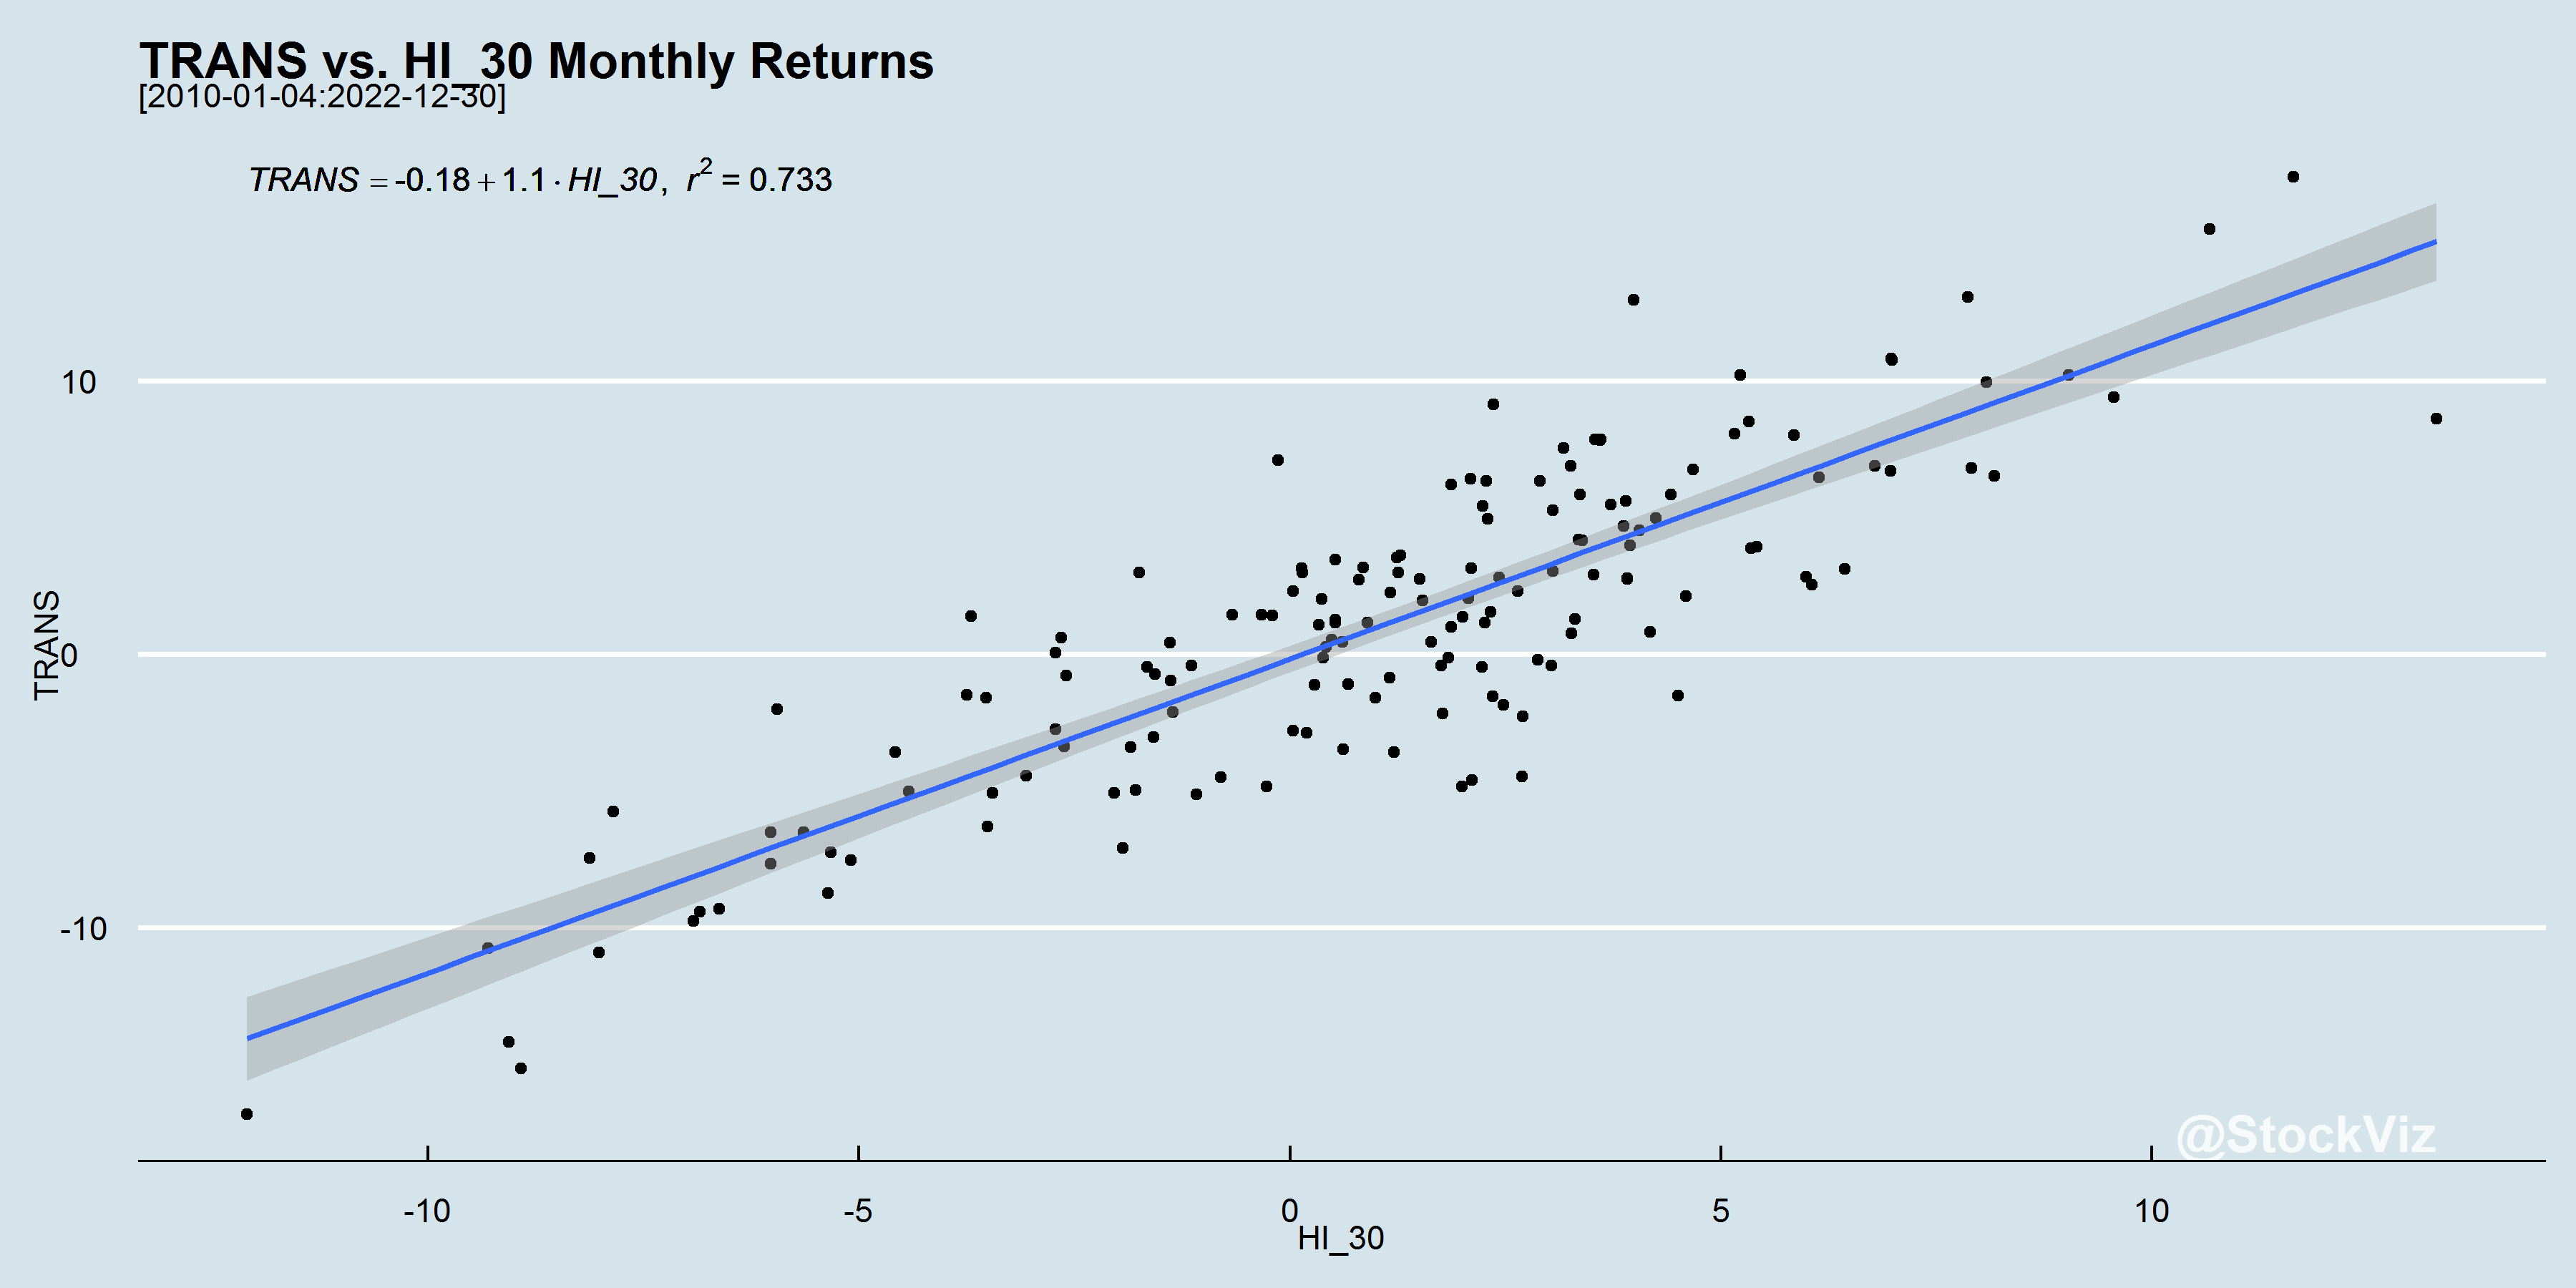 TRANS vs. HI_30 Monthly Returns
[2010-01-04:2022-12-30]
TRANS = -0.18 + 1.1 · HI_30, r² = 0.733
10
0
-10
TRANS
@StockViz
-10 -5 0 5 10
HI_30